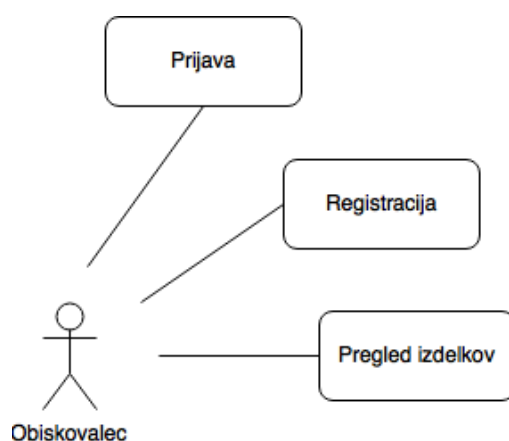 Prijava
Registracija
Pregled izdelkov
Obiskovalec